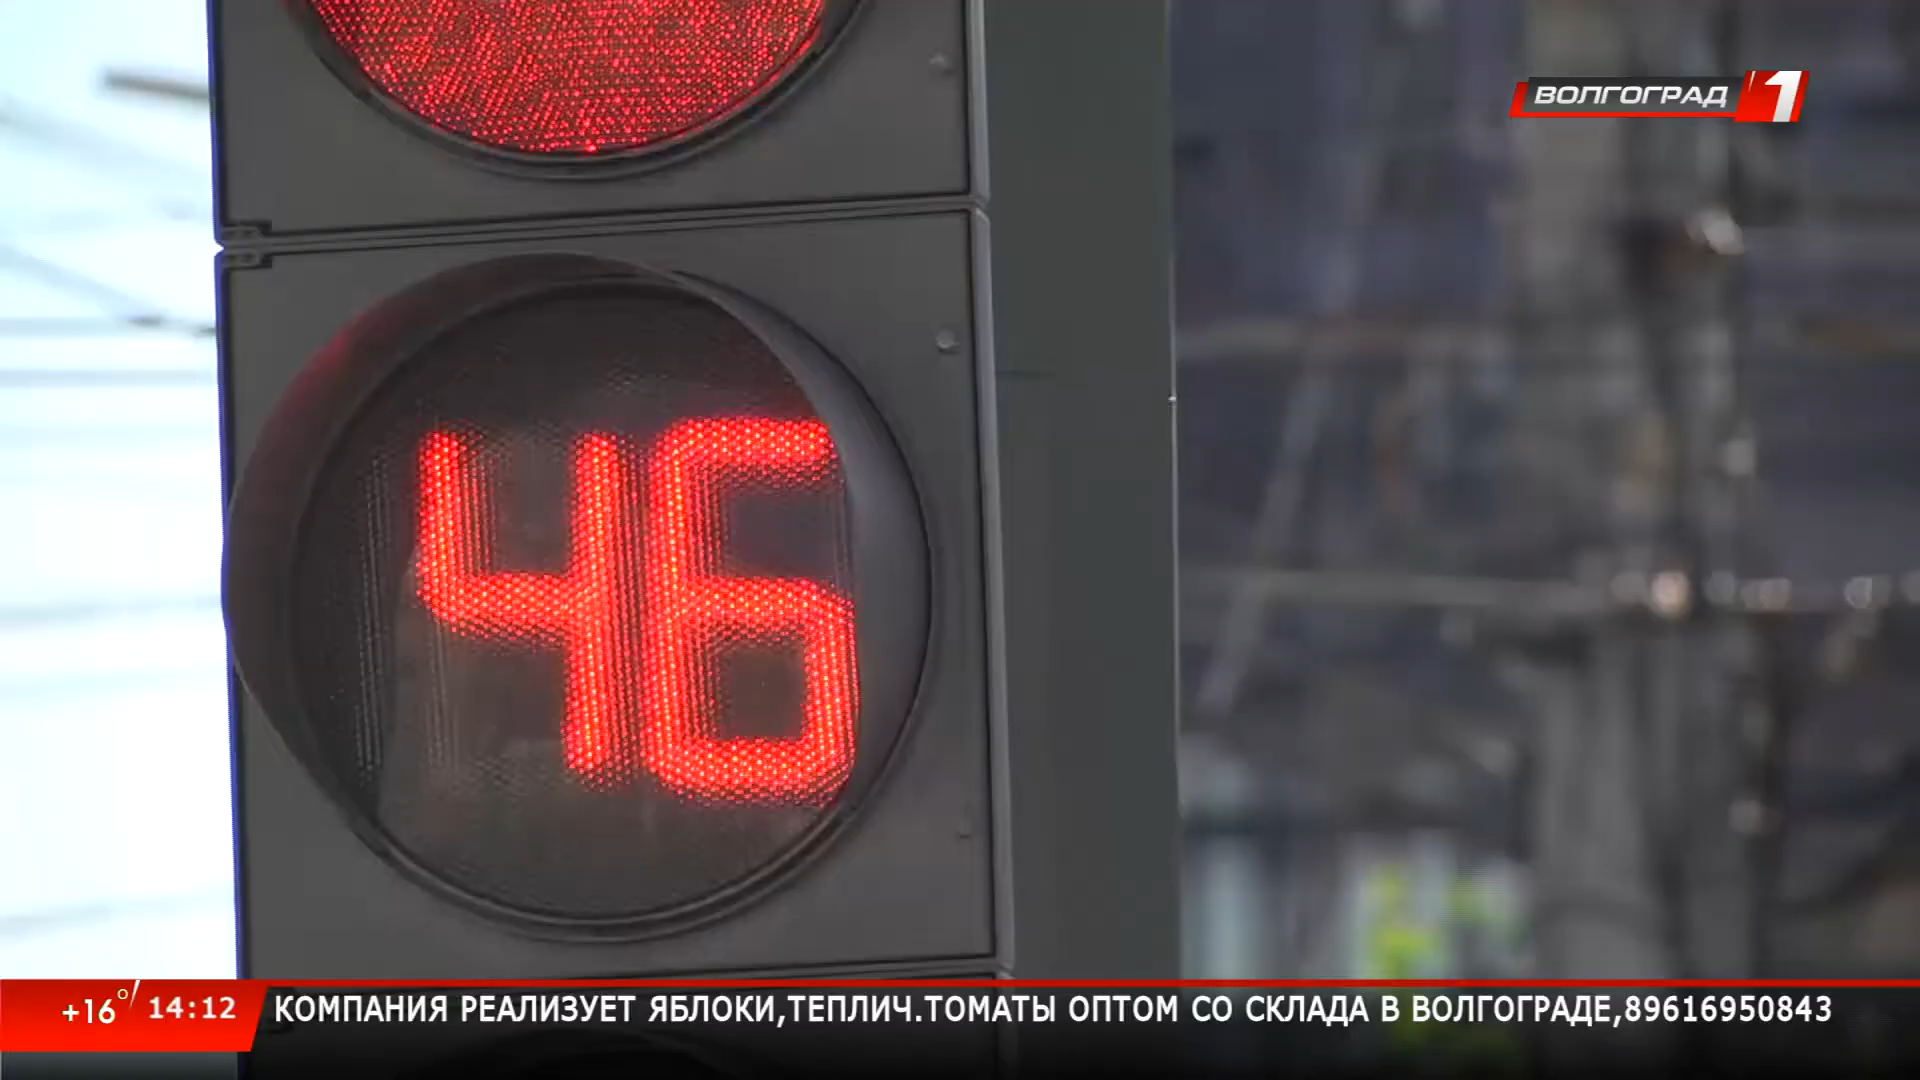 ВОЛГОГРАД 1
46
+16° 14:12 КОМПАНИЯ РЕАЛИЗУЕТ ЯБЛОКИ,ТЕПЛИЧ.ТОМАТЫ ОПТОМ СО СКЛАДА В ВОЛГОГРАДЕ,89616950843